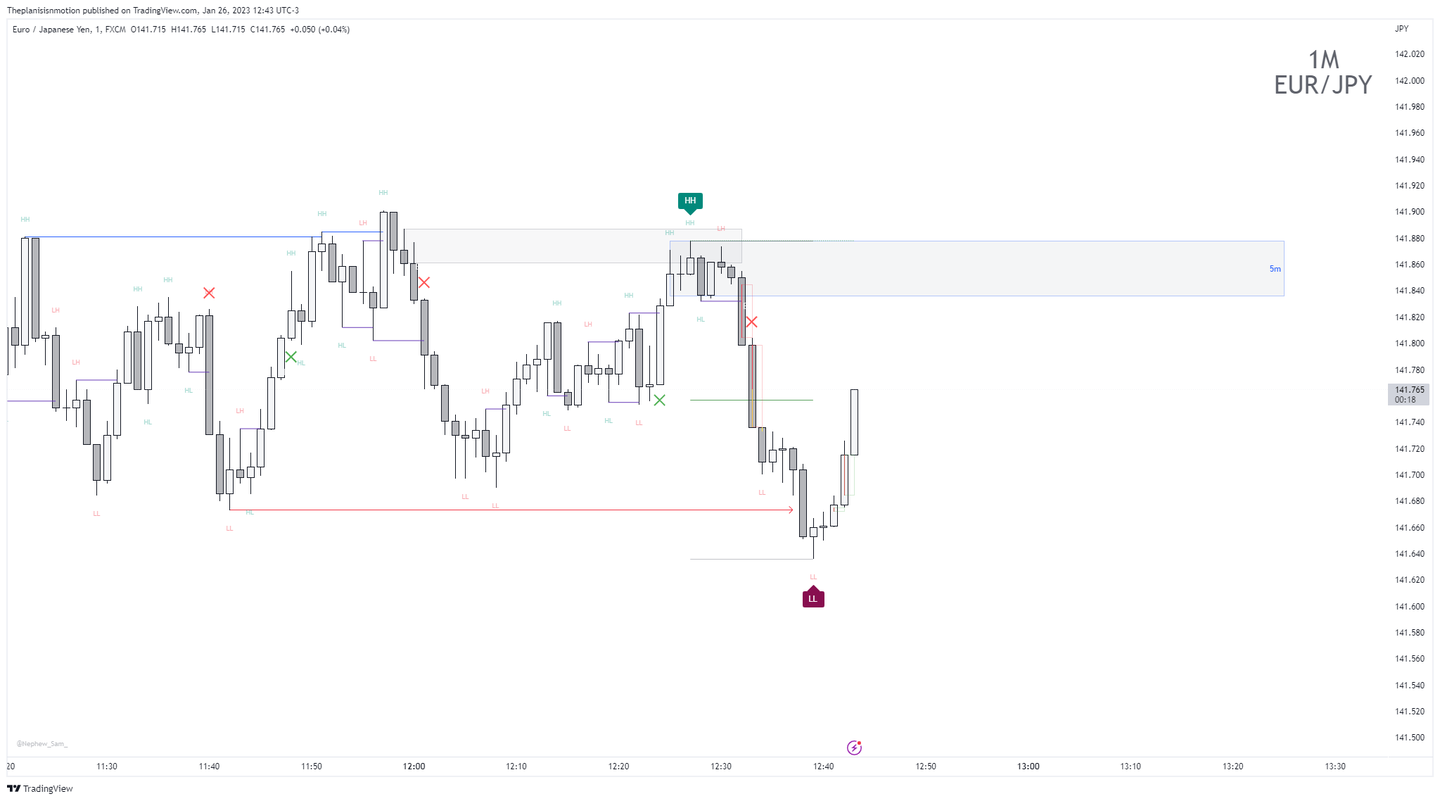 Theplanisisnmotion published on TradingView.com, Jan 26, 2023 12:43 UTC-3
Euro / Japanese Yen, 1, FXCM O141.715 H141.765 L141.715 C141.765 +0.050 (+0.04%)
JPY
1M
EUR/JPY
142.020
142.000
141.980
141.960
141.940
141.920
141.900
141.880
141.860
141.840
141.820
141.800
141.780
141.765
00:18
141.740
141.720
141.700
141.680
141.660
141.640
141.620
141.600
141.580
141.560
141.540
141.520
141.500
HH
HH
HH
HH
LH
HH
HH
LH
HH
5m
HH
HH
HH
HH
HH
LH
HL
LH
LH
HL
LL
HL
LH
LH
HL
HL
LH
HL
LL
HL
LL
LL
LL
LL
LL
HL
LL
LL
LL
@Nephew_Sam_
20
11:30
11:40
11:50
12:00
12:10
12:20
12:30
12:40
12:50
13:00
13:10
13:20
13:30
TradingView